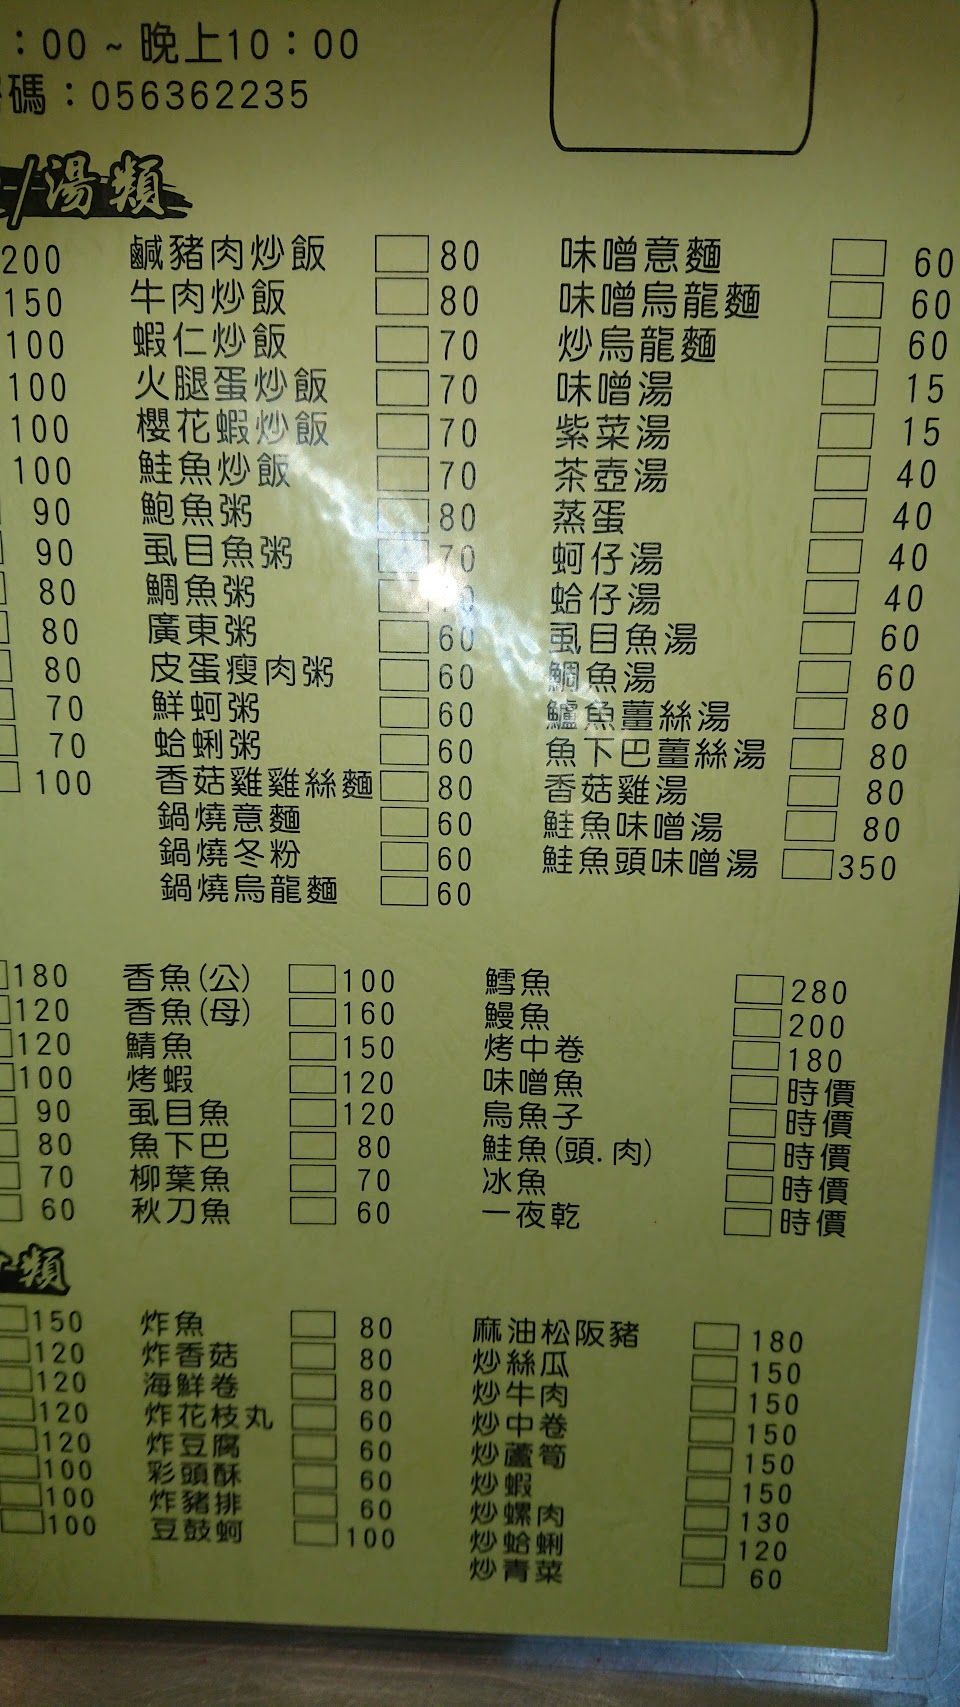 :00 ~ 晚上10:00
碼:056362235
/湯類
200 鹹豬肉炒飯 80 味噌意麵 60
150 牛肉炒飯 80 味噌烏龍麵 60
100 蝦仁炒飯 70 炒烏龍麵 60
100 火腿蛋炒飯 70 味噌湯 15
100 櫻花蝦炒飯 70 紫菜湯 15
100 鮭魚炒飯 70 茶壺湯 40
90 鮑魚粥 80 蒸蛋 40
90 虱目魚粥 70 蚵仔湯 40
80 鯛魚粥 蛤仔湯 40
80 廣東粥 60 虱目魚湯 60
80 皮蛋瘦肉粥 60 鯛魚湯 60
70 鮮蚵粥 60 鱸魚薑絲湯 80
70 蛤蜊粥 60 魚下巴薑絲湯 80
100 香菇雞雞絲麵 80 香菇雞湯 80
鍋燒意麵 60 鮭魚味噌湯 80
鍋燒冬粉 60 鮭魚頭味噌湯 350
鍋燒烏龍麵 60
180 香魚(公) 100 鱈魚 280
120 香魚(母) 160 鰻魚 200
120 鯖魚 150 烤中卷 180
100 烤蝦 120 味噌魚 時價
90 虱目魚 120 烏魚子 時價
80 魚下巴 80 鮭魚(頭.肉) 時價
70 柳葉魚 70 冰魚 時價
60 秋刀魚 60 一夜乾 時價
類
150 炸魚 80 麻油松阪豬 180
120 炸香菇 80 炒絲瓜 150
120 海鮮卷 80 炒牛肉 150
120 炸花枝丸 60 炒中卷 150
120 炸豆腐 60 炒蘆筍 150
100 彩頭酥 60 炒蝦 150
100 炸豬排 60 炒螺肉 130
100 豆鼓蚵 100 炒蛤蜊 120
炒青菜 60